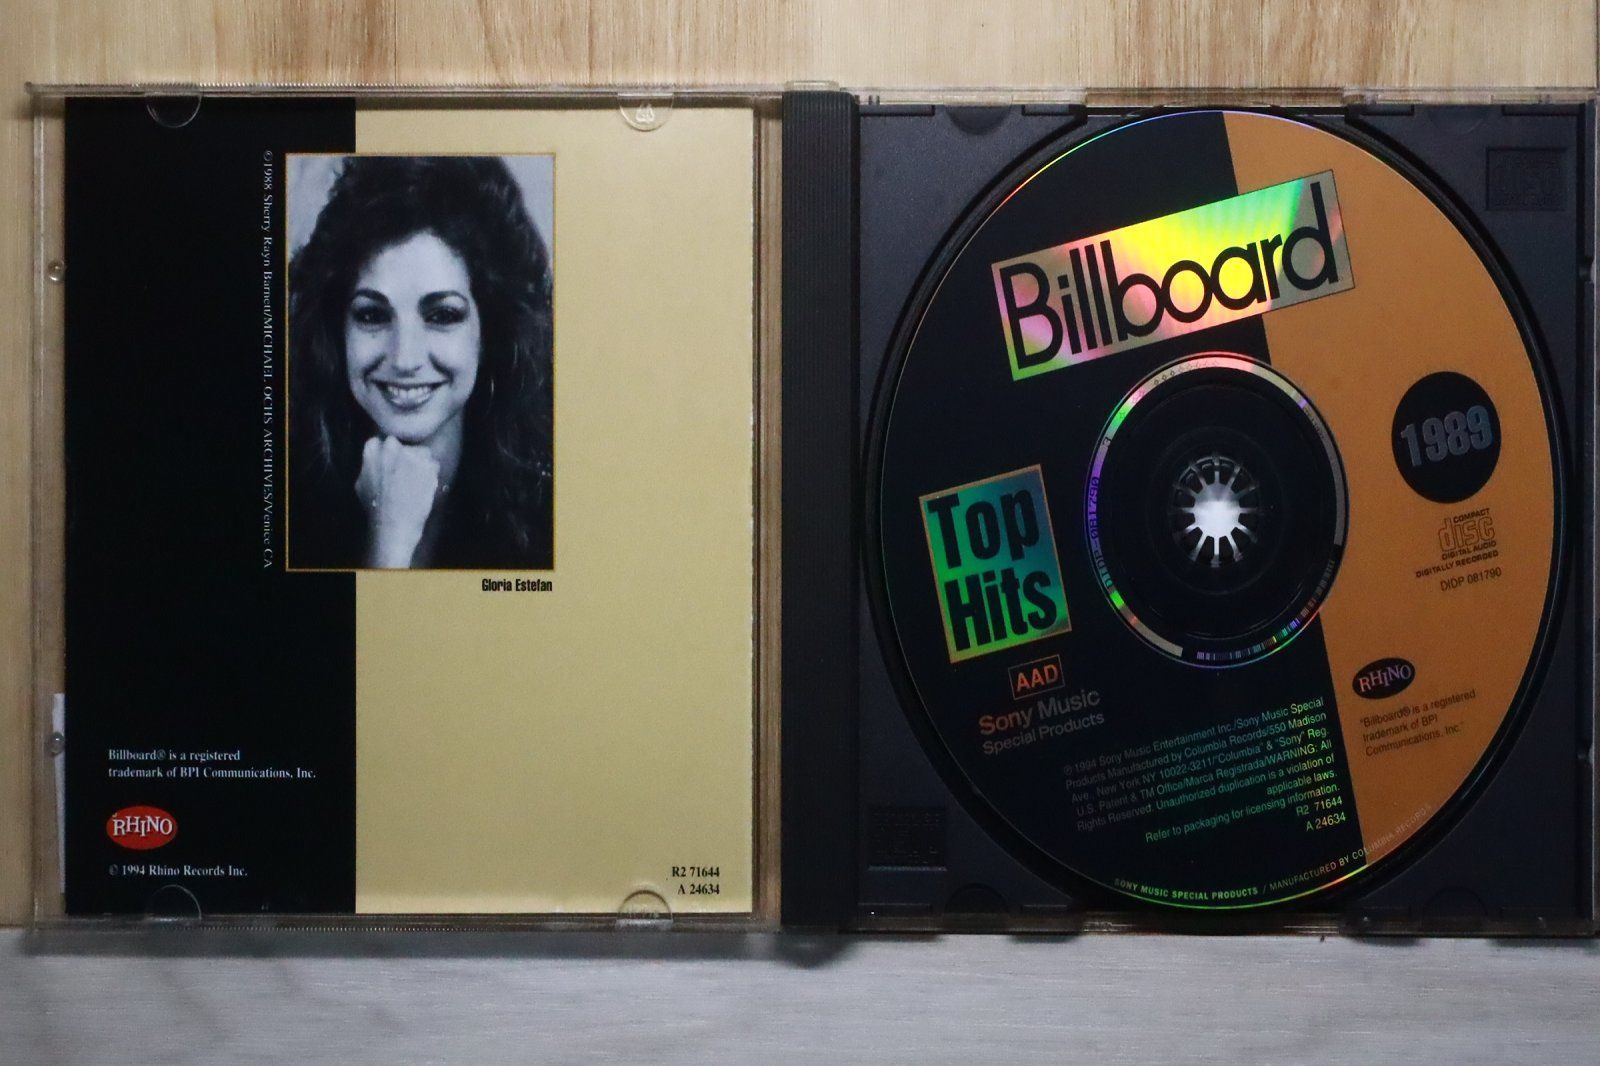 ©1988 Sherry Rayn Barnett/MICHAEL OCHS ARCHIVES/Venice CA
Gloria Estefan
Billboard® is a registered
trademark of BPI Communications, Inc.
RHINO
© 1994 Rhino Records Inc.
R2 71644
A 24634
Billboard
1989
Top
Hits
COMPACT
disc
DIGITAL AUDIO
DIGITALLY RECORDED
DIDP 081790
AAD
Sony Music
Special Products
RHINO
"Billboard® is a registered
trademark of BPI
Communications, Inc."
℗ 1994 Sony Music Entertainment Inc./Sony Music Special
Products Manufactured by Columbia Records/550 Madison
Ave., New York NY 10022-3211/"Columbia" & "Sony" Reg.
U.S. Patent & TM Office/Marca Registrada/WARNING: All
Rights Reserved. Unauthorized duplication is a violation of
applicable laws.
Refer to packaging for licensing information.
R2 71644
A 24634
SONY MUSIC SPECIAL PRODUCTS / MANUFACTURED BY COLUMBIA RECORDS